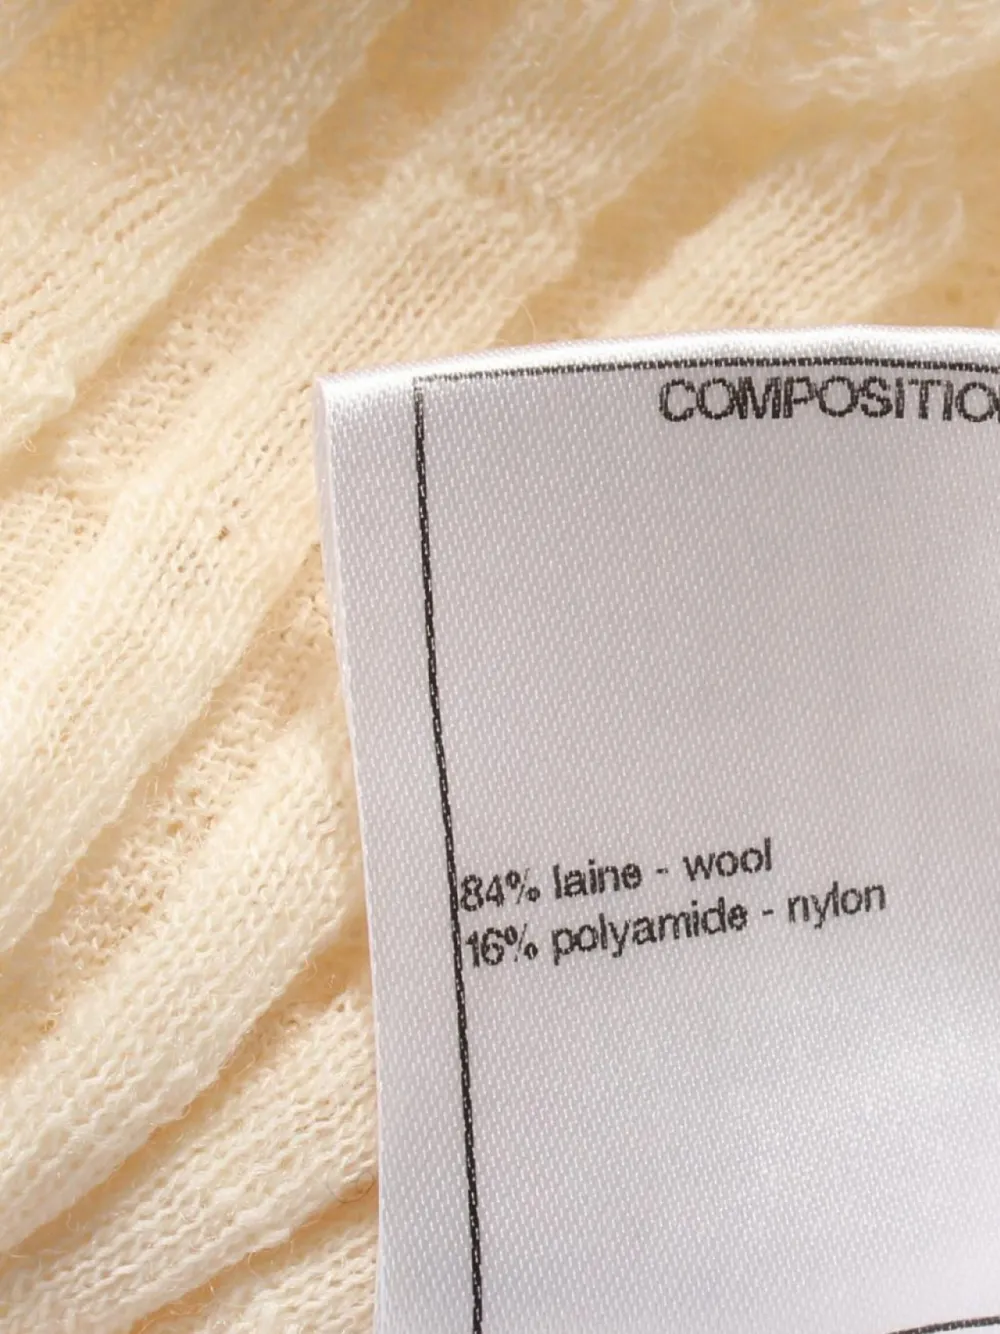 COMPOSITIO
84% laine - wool
16% polyamide - nylon